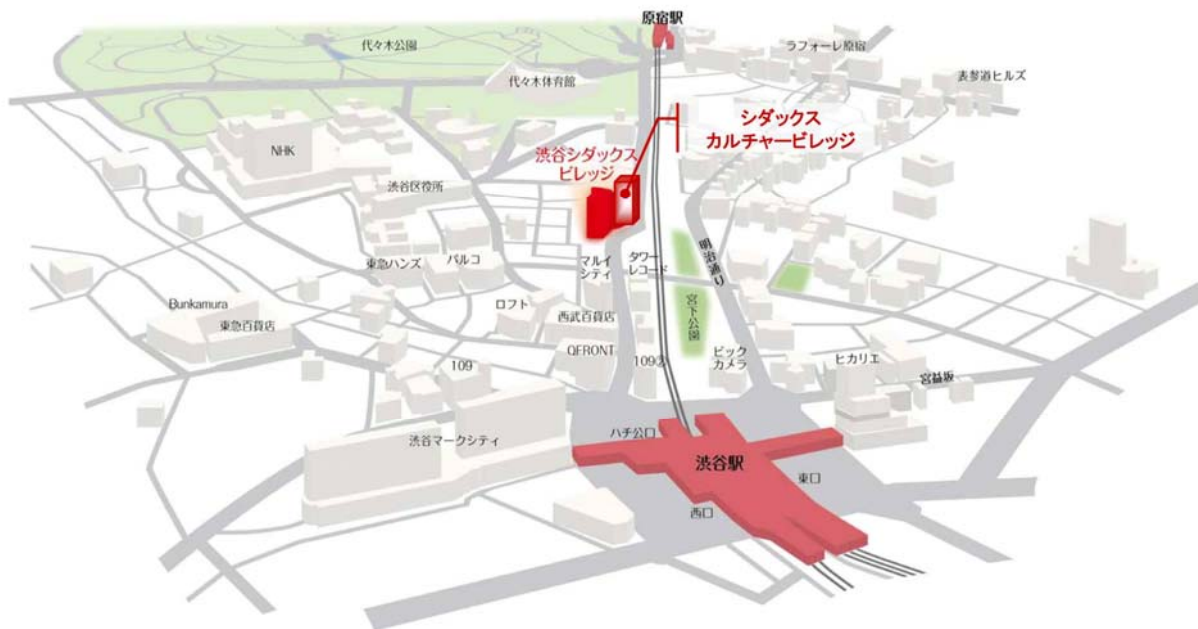 原宿駅
代々木公園
ラフォーレ原宿
代々木体育館
表参道ヒルズ
シダックス
カルチャービレッジ
NHK
渋谷シダックス
ビレッジ
渋谷区役所
明治通り
東急ハンズ
パルコ
マルイ
シティ
タワー
レコード
Bunkamura
東急百貨店
ロフト
西武百貨店
宮下公園
QFRONT
109
109②
ビック
カメラ
ヒカリエ
宮益坂
渋谷マークシティ
ハチ公口
渋谷駅
東口
西口